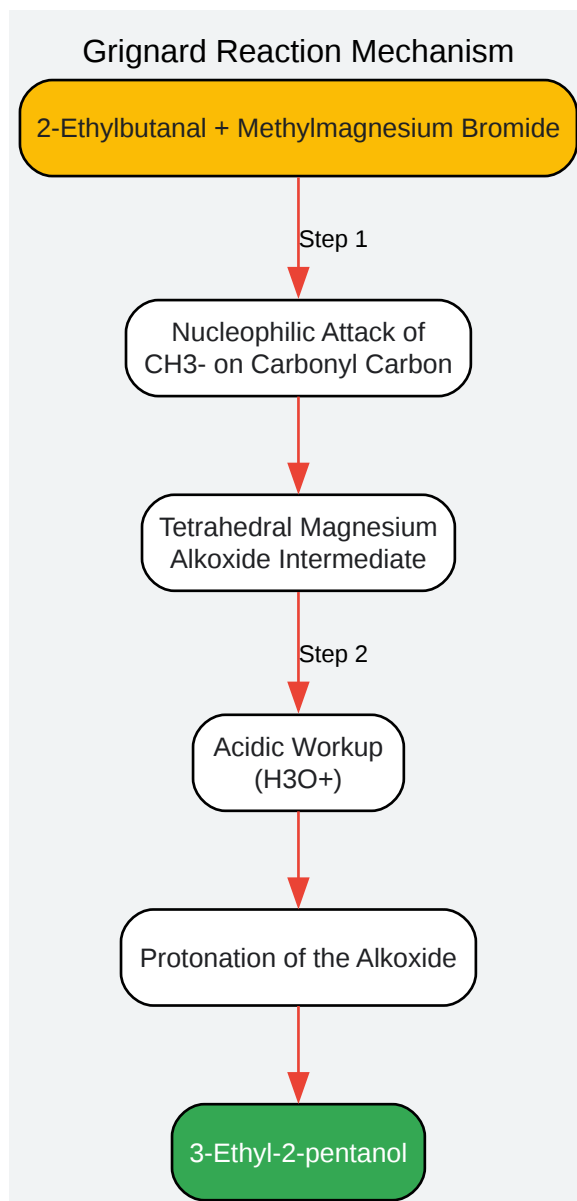 Grignard Reaction Mechanism
2-Ethylbutanal + Methylmagnesium Bromide
Step 1
Nucleophilic Attack of
CH3- on Carbonyl Carbon
Tetrahedral Magnesium
Alkoxide Intermediate
Step 2
Acidic Workup
(H3O+)
Protonation of the Alkoxide
3-Ethyl-2-pentanol